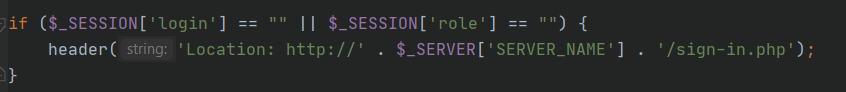 if ($_SESSION['login'] == "" || $_SESSION['role'] == "") {
header( string: 'Location: http://' . $_SERVER['SERVER_NAME'] . '/sign-in.php');
}